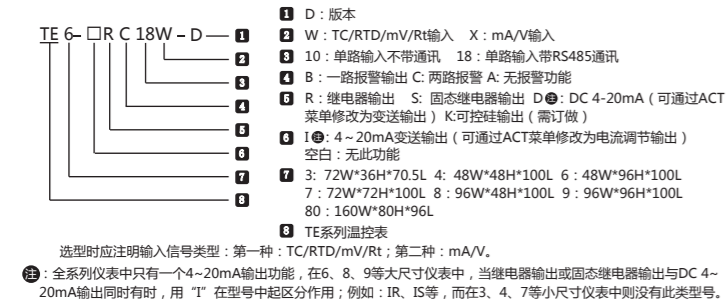 TE 6-□R C 18W-D
1 D：版本
2 W：TC/RTD/mV/Rt输入 X：mA/V输入
3 10：单路输入不带通讯 18：单路输入带RS485通讯
4 B：一路报警输出 C: 两路报警 A: 无报警功能
5 R：继电器输出 S: 固态继电器输出 D注: DC 4-20mA（可通过ACT
菜单修改为变送输出）K:可控硅输出（需订做）
6 I注: 4～20mA变送输出（可通过ACT菜单修改为电流调节输出）
空白：无此功能
7 3: 72W*36H*70.5L 4: 48W*48H*100L 6：48W*96H*100L
7：72W*72H*100L 8：96W*48H*100L 9：96W*96H*100L
80：160W*80H*96L
8 TE系列温控表
1
2
3
4
5
6
7
8
选型时应注明输入信号类型：第一种：TC/RTD/mV/Rt；第二种：mA/V。
注：全系列仪表中只有一个4~20mA输出功能，在6、8、9等大尺寸仪表中，当继电器输出或固态继电器输出与DC 4~
20mA输出同时有时，用“I”在型号中起区分作用；例如：IR、IS等，而在3、4、7等小尺寸仪表中则没有此类型号。